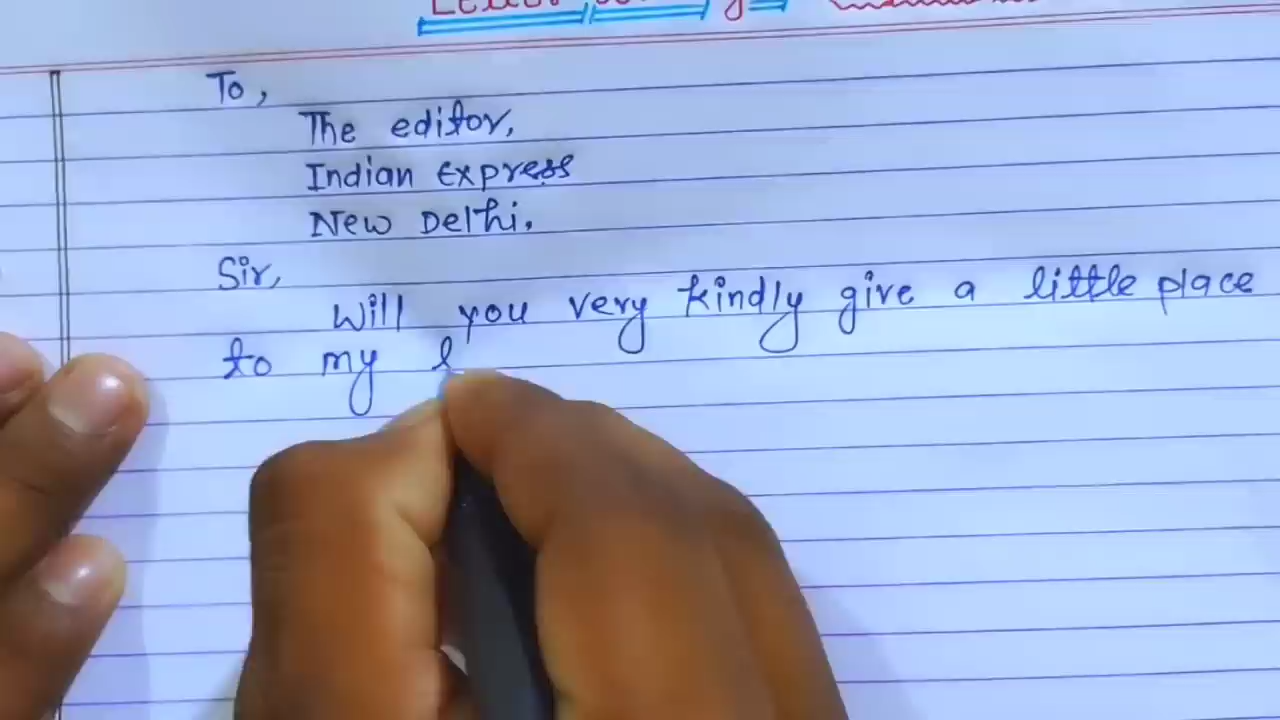 To,
The editor,
Indian Express
New Delhi.
Sir,
Will you very kindly give a little place
to my